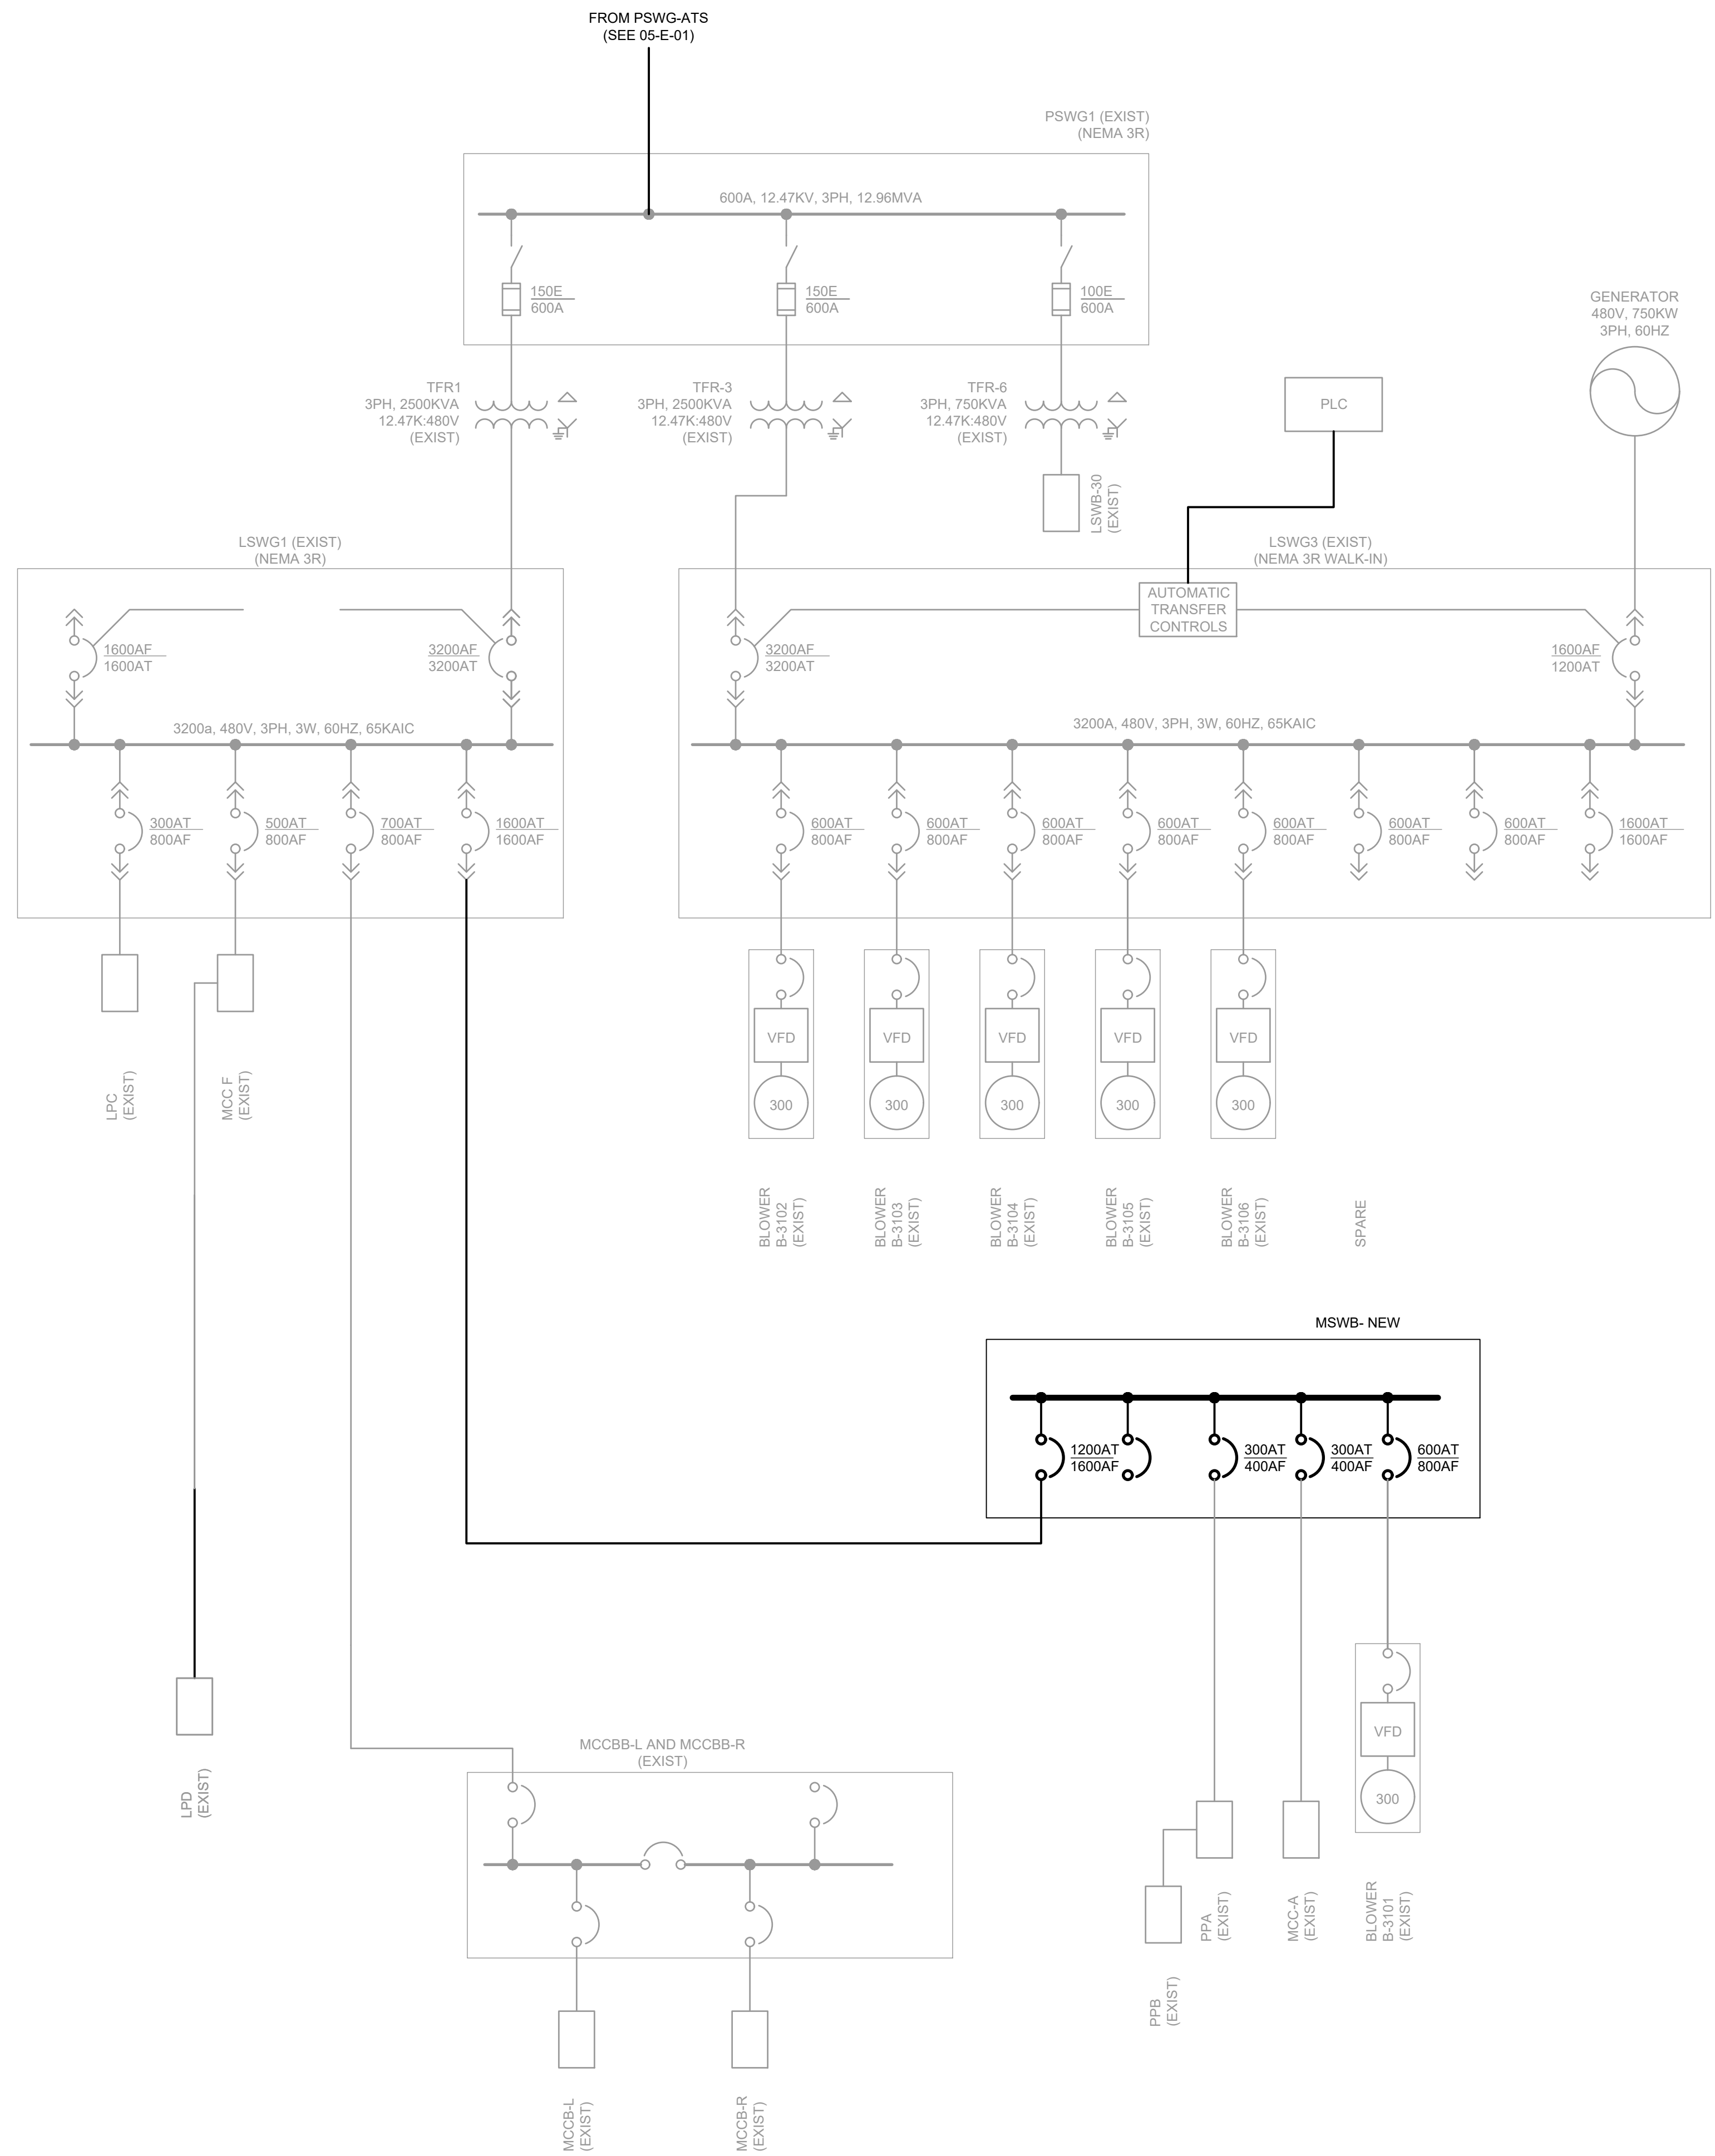 FROM PSWG-ATS
(SEE 05-E-01)
PSWG1 (EXIST)
(NEMA 3R)
600A, 12.47KV, 3PH, 12.96MVA
150E
600A
150E
600A
100E
600A
GENERATOR
480V, 750KW
3PH, 60HZ
TFR1
3PH, 2500KVA
12.47K:480V
(EXIST)
TFR-3
3PH, 2500KVA
12.47K:480V
(EXIST)
TFR-6
3PH, 750KVA
12.47K:480V
(EXIST)
PLC
LSWB-30
(EXIST)
LSWG1 (EXIST)
(NEMA 3R)
LSWG3 (EXIST)
(NEMA 3R WALK-IN)
AUTOMATIC
TRANSFER
CONTROLS
1600AF
1600AT
3200AF
3200AT
3200AF
3200AT
1600AF
1200AT
3200a, 480V, 3PH, 3W, 60HZ, 65KAIC
3200A, 480V, 3PH, 3W, 60HZ, 65KAIC
300AT
800AF
500AT
800AF
700AT
800AF
1600AT
1600AF
600AT
800AF
600AT
800AF
600AT
800AF
600AT
800AF
600AT
800AF
600AT
800AF
600AT
800AF
1600AT
1600AF
VFD
300
VFD
300
VFD
300
VFD
300
VFD
300
LPC
(EXIST)
MCC F
(EXIST)
BLOWER
B-3102
(EXIST)
BLOWER
B-3103
(EXIST)
BLOWER
B-3104
(EXIST)
BLOWER
B-3105
(EXIST)
BLOWER
B-3106
(EXIST)
SPARE
MSWB- NEW
1200AT
1600AF
300AT
400AF
300AT
400AF
600AT
800AF
VFD
300
LPD
(EXIST)
MCCBB-L AND MCCBB-R
(EXIST)
PPA
(EXIST)
MCC-A
(EXIST)
BLOWER
B-3101
(EXIST)
PPB
(EXIST)
MCCB-L
(EXIST)
MCCB-R
(EXIST)